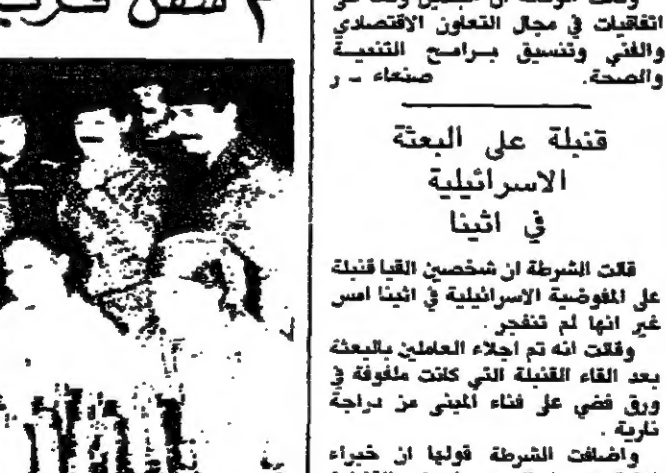 اتفاقيات في مجال التعاون الاقتصادي
والفني وتنسيق برامج التنمية
والصحة. صنعاء - ر
قنبلة على البعثة
الاسرائيلية
في اثينا
قالت الشرطة ان شخصين القيا قنبلة
على المفوضية الاسرائيلية في اثينا امس
غير انها لم تنفجر.
وقالت انه تم اجلاء العاملين بالبعثة
بعد القاء القنبلة التي كانت ملفوفة في
ورق فضي على فناء المبنى من دراجة
نارية.
واضافت الشرطة قولها ان خبراء